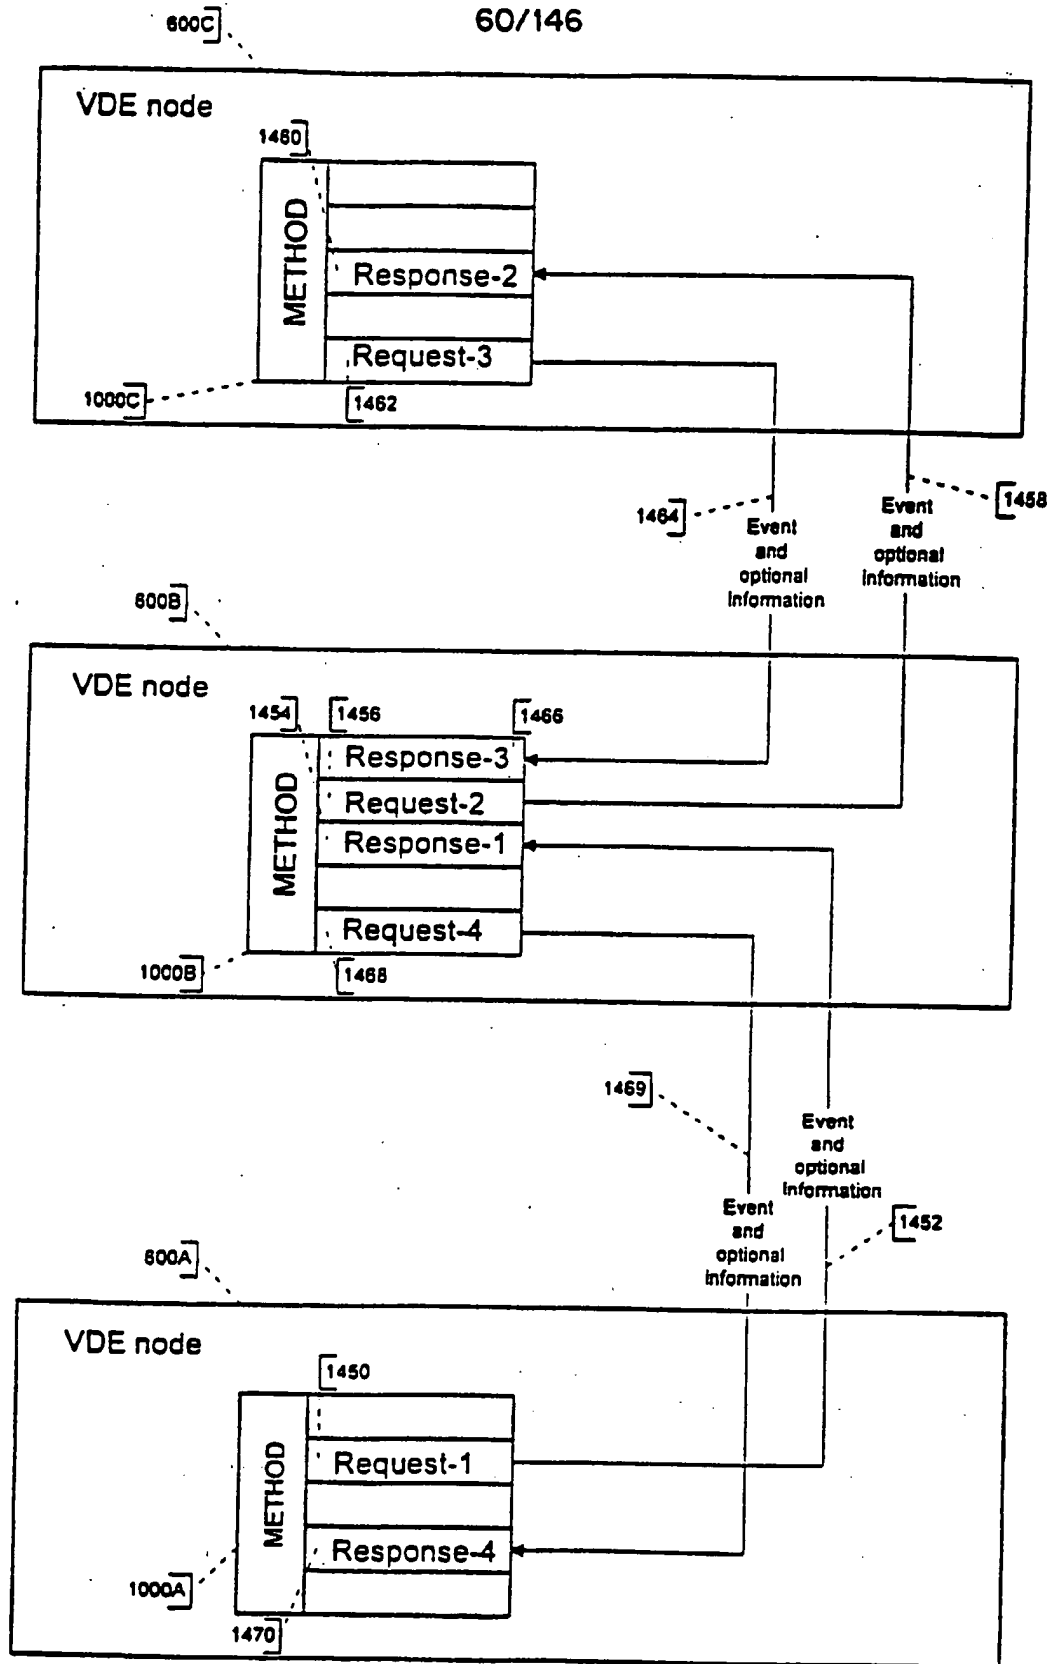 60/146
600C
VDE node
1460
METHOD
Response-2
Request-3
1000C
1462
1464
1458
Event
and
optional
information
Event
and
optional
information
600B
VDE node
1454
1456
1466
METHOD
Response-3
Request-2
Response-1
Request-4
1000B
1468
1469
Event
and
optional
information
1452
Event
and
optional
information
600A
VDE node
1450
METHOD
Request-1
Response-4
1000A
1470